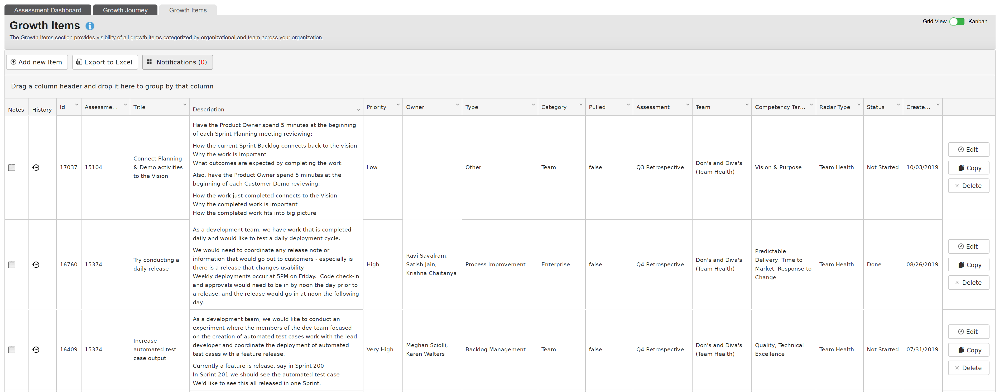 Assessment Dashboard
Growth Journey
Growth Items
Growth Items
Grid View
Kanban
The Growth Items section provides visibility of all growth items categorized by organizational and team across your organization.
Add new Item
Export to Excel
Notifications (0)
Drag a column header and drop it here to group by that column
Notes
History
Id
Assessme...
Title
Description
Priority
Owner
Type
Category
Pulled
Assessment
Team
Competency Tar...
Radar Type
Status
Create...
17037
15104
Connect Planning
& Demo activities
to the Vision
Have the Product Owner spend 5 minutes at the beginning
of each Sprint Planning meeting reviewing:
How the current Sprint Backlog connects back to the vision
Why the work is important
What outcomes are expected by completing the work
Also, have the Product Owner spend 5 minutes at the
beginning of each Customer Demo reviewing:
How the work just completed connects to the Vision
Why the completed work is important
How the completed work fits into big picture
Low
Other
Team
false
Q3 Retrospective
Don's and Diva's
(Team Health)
Vision & Purpose
Team Health
Not Started
10/03/2019
Edit
Copy
Delete
16760
15374
Try conducting a
daily release
As a development team, we have work that is completed
daily and would like to test a daily deployment cycle.
We would need to coordinate any release note or
information that would go out to customers - especially is
there is a release that changes usability
Weekly deployments occur at 5PM on Friday.  Code check-in
and approvals would need to be in by noon the day prior to
a release, and the release would go in at noon the following
day.
High
Ravi Savalram,
Satish Jain,
Krishna Chaitanya
Process Improvement
Enterprise
false
Q4 Retrospective
Don's and Diva's
(Team Health)
Predictable
Delivery, Time to
Market, Response to
Change
Team Health
Done
08/26/2019
Edit
Copy
Delete
16409
15374
Increase
automated test
case output
As a development team, we would like to conduct an
experiment where the members of the dev team focused
on the creation of automated test cases work with the lead
developer and coordinate the deployment of automated
test cases with a feature release.
Currently a feature is release, say in Sprint 200
In Sprint 201 we should see the automated test case
We'd like to see this all released in one Sprint.
Very High
Meghan Sciolli,
Karen Walters
Backlog Management
Team
false
Q4 Retrospective
Don's and Diva's
(Team Health)
Quality, Technical
Excellence
Team Health
Not Started
07/31/2019
Edit
Copy
Delete